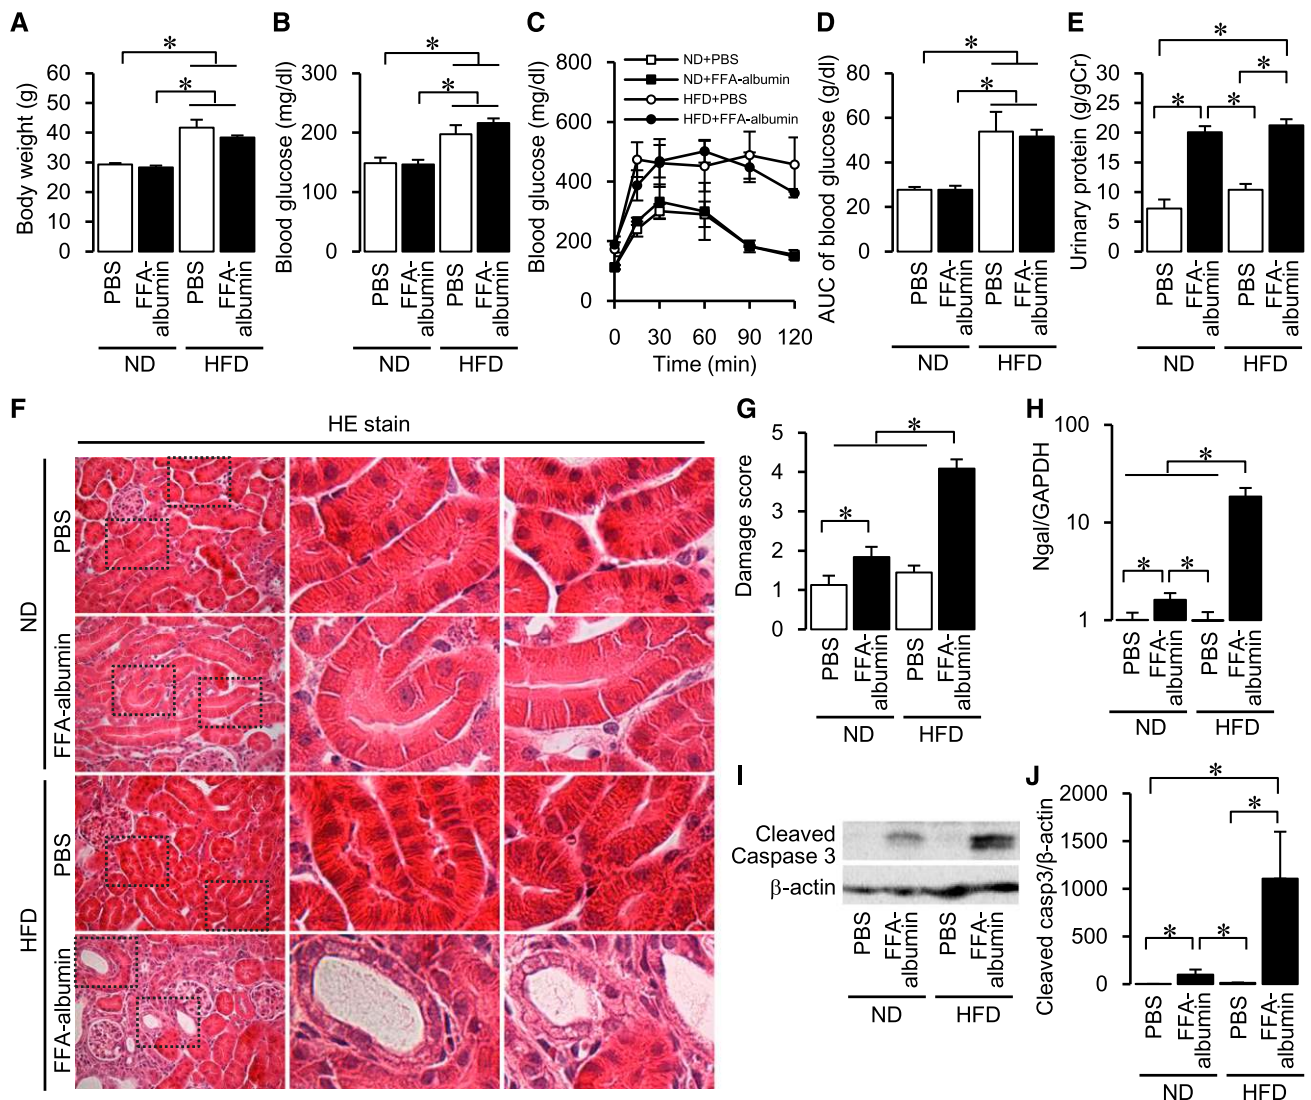 A
Body weight (g)
60
50
40
30
20
10
0
*
*
PBS
FFA-
albumin
PBS
FFA-
albumin
ND
HFD
B
Blood glucose (mg/dl)
300
200
100
0
*
*
PBS
FFA-
albumin
PBS
FFA-
albumin
ND
HFD
C
Blood glucose (mg/dl)
800
600
400
200
0
ND+PBS
ND+FFA-albumin
HFD+PBS
HFD+FFA-albumin
0 30 60 90 120
Time (min)
D
AUC of blood glucose (g/dl)
80
60
40
20
0
*
*
PBS
FFA-
albumin
PBS
FFA-
albumin
ND
HFD
E
Urinary protein (g/gCr)
30
25
20
15
10
5
0
*
*
*
*
PBS
FFA-
albumin
PBS
FFA-
albumin
ND
HFD
F
HE stain
ND
PBS
FFA-albumin
HFD
PBS
FFA-albumin
G
Damage score
5
4
3
2
1
0
*
*
PBS
FFA-
albumin
PBS
FFA-
albumin
ND
HFD
H
Ngal/GAPDH
100
10
1
*
*
*
PBS
FFA-
albumin
PBS
FFA-
albumin
ND
HFD
I
Cleaved
Caspase 3
β-actin
PBS
FFA-
albumin
PBS
FFA-
albumin
ND
HFD
J
Cleaved casp3/β-actin
2000
1500
1000
500
0
*
*
*
*
PBS
FFA-
albumin
PBS
FFA-
albumin
ND
HFD